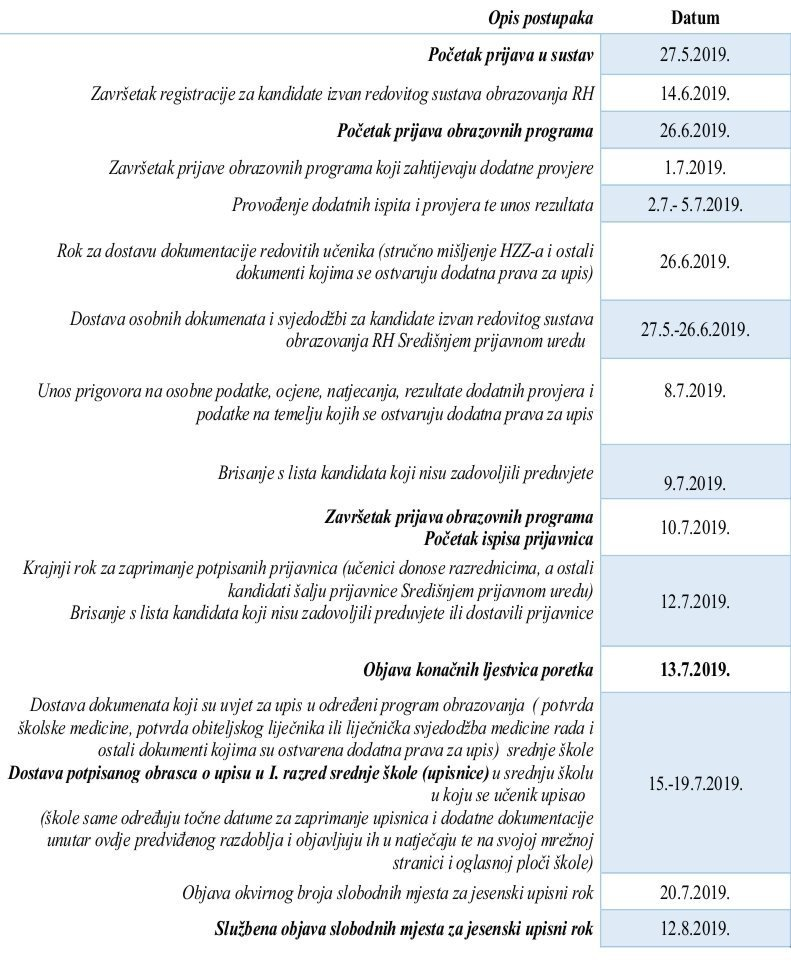 Opis postupaka Datum
Početak prijava u sustav 27.5.2019.
Završetak registracije za kandidate izvan redovitog sustava obrazovanja RH 14.6.2019.
Početak prijava obrazovnih programa 26.6.2019.
Završetak prijave obrazovnih programa koji zahtijevaju dodatne provjere 1.7.2019.
Provođenje dodatnih ispita i provjera te unos rezultata 2.7.- 5.7.2019.
Rok za dostavu dokumentacije redovitih učenika (stručno mišljenje HZZ-a i ostali
dokumenti kojima se ostvaruju dodatna prava za upis)
26.6.2019.
Dostava osobnih dokumenata i svjedodžbi za kandidate izvan redovitog sustava
obrazovanja RH Središnjem prijavnom uredu
27.5.-26.6.2019.
Unos prigovora na osobne podatke, ocjene, natjecanja, rezultate dodatnih provjera i
podatke na temelju kojih se ostvaruju dodatna prava za upis
8.7.2019.
Brisanje s lista kandidata koji nisu zadovoljili preduvjete
9.7.2019.
Završetak prijava obrazovnih programa
Početak ispisa prijavnica
10.7.2019.
Krajnji rok za zaprimanje potpisanih prijavnica (učenici donose razrednicima, a ostali
kandidati šalju prijavnice Središnjem prijavnom uredu)
Brisanje s lista kandidata koji nisu zadovoljili preduvjete ili dostavili prijavnice
12.7.2019.
Objava konačnih ljestvica poretka 13.7.2019.
Dostava dokumenata koji su uvjet za upis u određeni program obrazovanja ( potvrda
školske medicine, potvrda obiteljskog liječnika ili liječnička svjedodžba medicine rada i
ostali dokumenti kojima su ostvarena dodatna prava za upis) srednje škole
Dostava potpisanog obrasca o upisu u I. razred srednje škole (upisnice) u srednju školu
u koju se učenik upisao
(škole same određuju točne datume za zaprimanje upisnica i dodatne dokumentacije
unutar ovdje predviđenog razdoblja i objavljuju ih u natječaju te na svojoj mrežnoj
stranici i oglasnoj ploči škole)
15.-19.7.2019.
Objava okvirnog broja slobodnih mjesta za jesenski upisni rok 20.7.2019.
Službena objava slobodnih mjesta za jesenski upisni rok 12.8.2019.